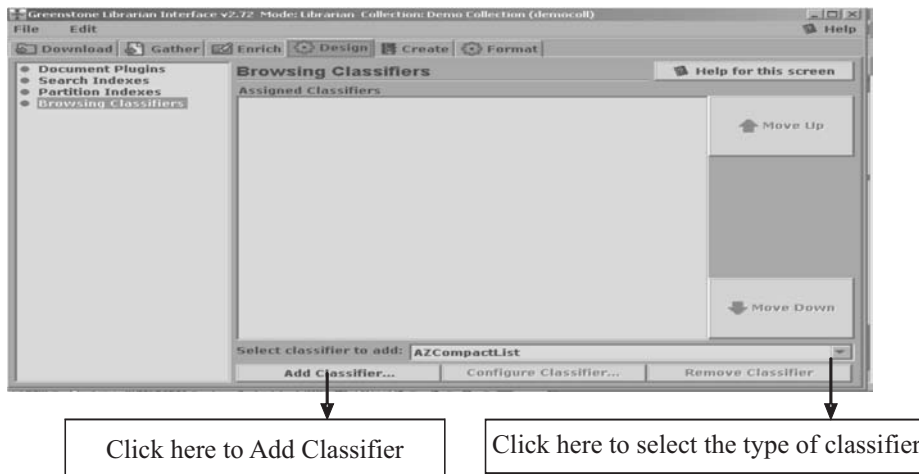 Greenstone Librarian Interface v2.72 Mode: Librarian Collection: Demo Collection (democoll)
File Edit Help
Download Gather Enrich Design Create Format
Document Plugins
Search Indexes
Partition Indexes
Browsing Classifiers
Browsing Classifiers Help for this screen
Assigned Classifiers
Move Up
Move Down
Select classifier to add: AZCompactList
Add Classifier... Configure Classifier... Remove Classifier
Click here to Add Classifier
Click here to select the type of classifier